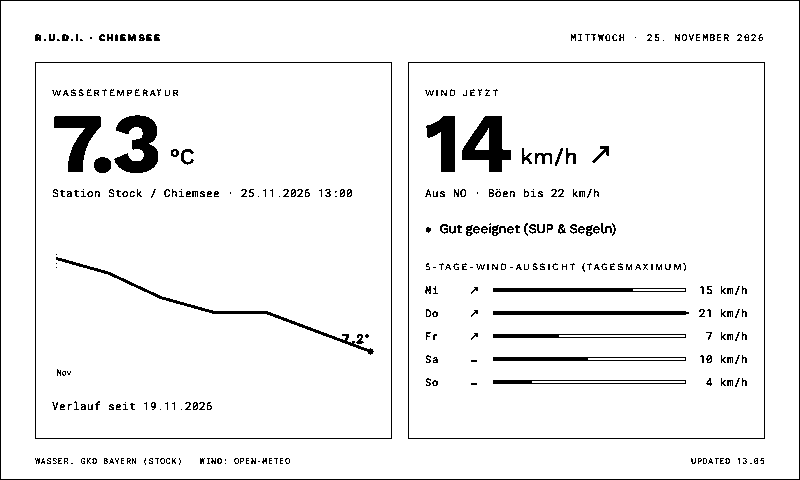 R.U.D.I. · CHIEMSEE
MITTWOCH · 25. NOVEMBER 2026
WASSERTEMPERATUR
7.3 °C
Station Stock / Chiemsee · 25.11.2026 13:00
7.2°
Nov
Verlauf seit 19.11.2026
WIND JETZT
14 km/h ↗
Aus NO · Böen bis 22 km/h
• Gut geeignet (SUP & Segeln)
5-TAGE-WIND-AUSSICHT (TAGESMAXIMUM)
Mi ↗ 15 km/h
Do ↗ 21 km/h
Fr ↗ 7 km/h
Sa – 10 km/h
So – 4 km/h
WASSER: GKD BAYERN (STOCK) WIND: OPEN-METEO
UPDATED 13:05